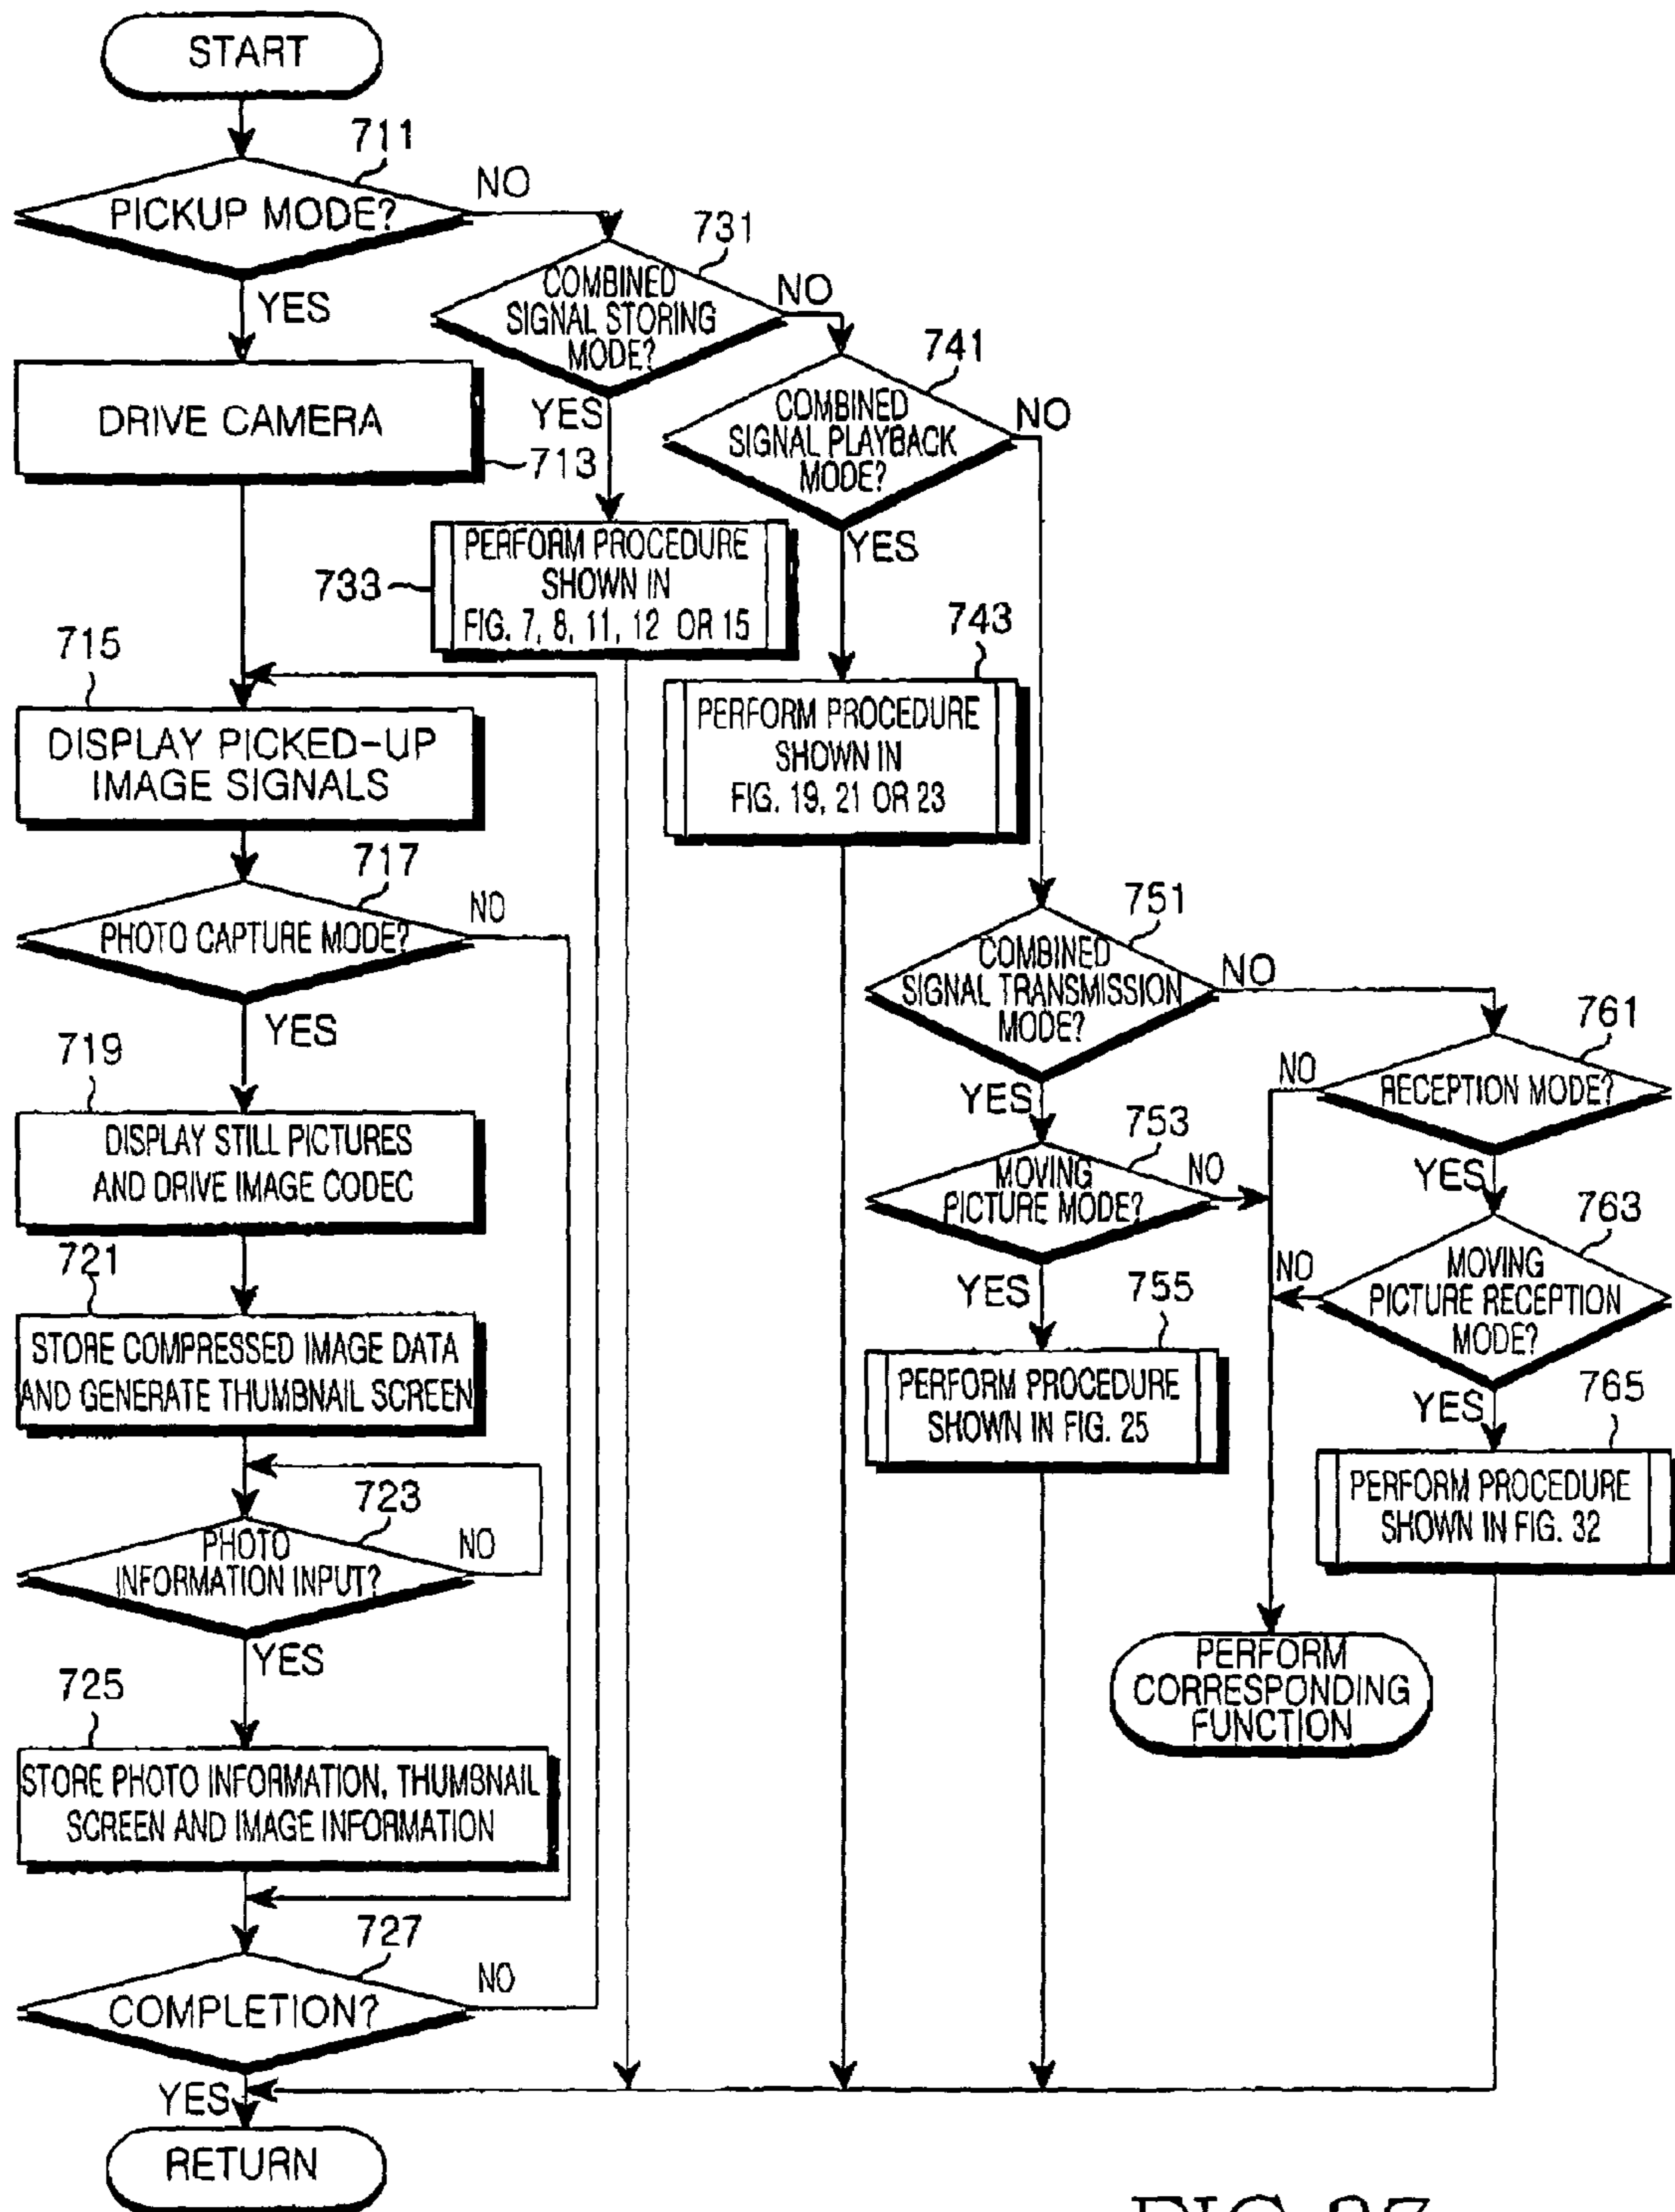 START
711
PICKUP MODE?
NO
YES
DRIVE CAMERA
713
731
COMBINED
SIGNAL STORING
MODE?
NO
YES
733
PERFORM PROCEDURE
SHOWN IN
FIG. 7, 8, 11, 12 OR 15
741
COMBINED
SIGNAL PLAYBACK
MODE?
NO
YES
743
PERFORM PROCEDURE
SHOWN IN
FIG. 19, 21 OR 23
715
DISPLAY PICKED-UP
IMAGE SIGNALS
717
PHOTO CAPTURE MODE?
NO
YES
719
DISPLAY STILL PICTURES
AND DRIVE IMAGE CODEC
721
STORE COMPRESSED IMAGE DATA
AND GENERATE THUMBNAIL SCREEN
723
PHOTO
INFORMATION INPUT?
NO
YES
725
STORE PHOTO INFORMATION, THUMBNAIL
SCREEN AND IMAGE INFORMATION
727
COMPLETION?
NO
YES
RETURN
751
COMBINED
SIGNAL TRANSMISSION
MODE?
NO
YES
753
MOVING
PICTURE MODE?
NO
YES
755
PERFORM PROCEDURE
SHOWN IN FIG. 25
761
RECEPTION MODE?
NO
YES
763
MOVING
PICTURE RECEPTION
MODE?
NO
YES
765
PERFORM PROCEDURE
SHOWN IN FIG. 32
PERFORM
CORRESPONDING
FUNCTION